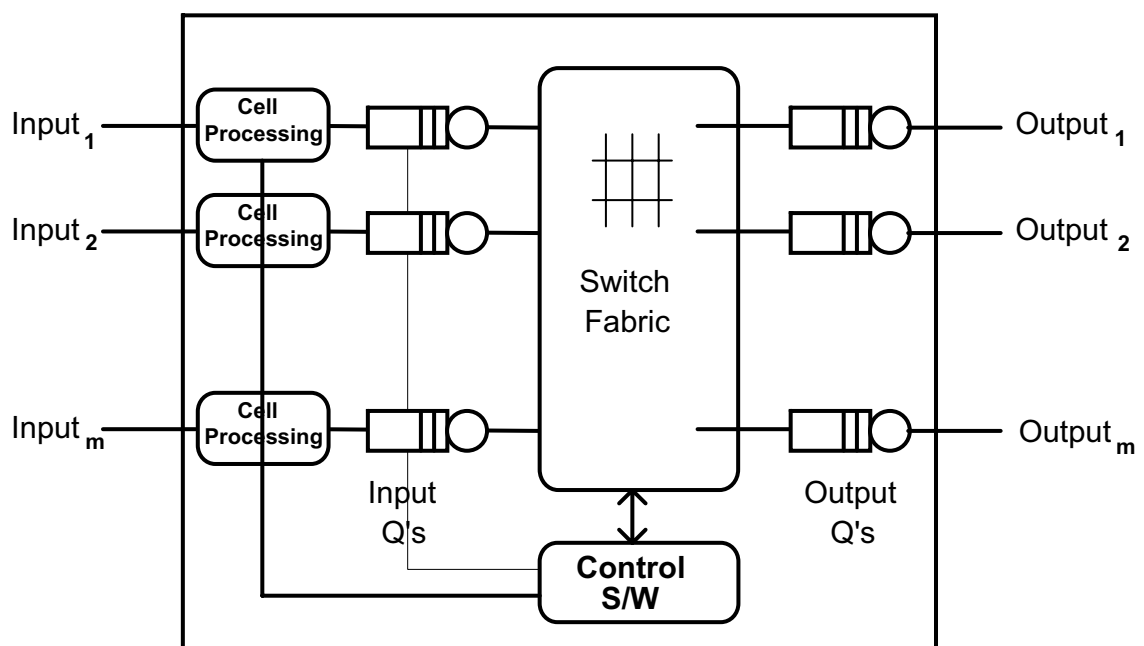 Input 1
Cell
Processing
Output 1
Input 2
Cell
Processing
Output 2
Switch
Fabric
Input m
Cell
Processing
Output m
Input
Q's
Output
Q's
Control
S/W